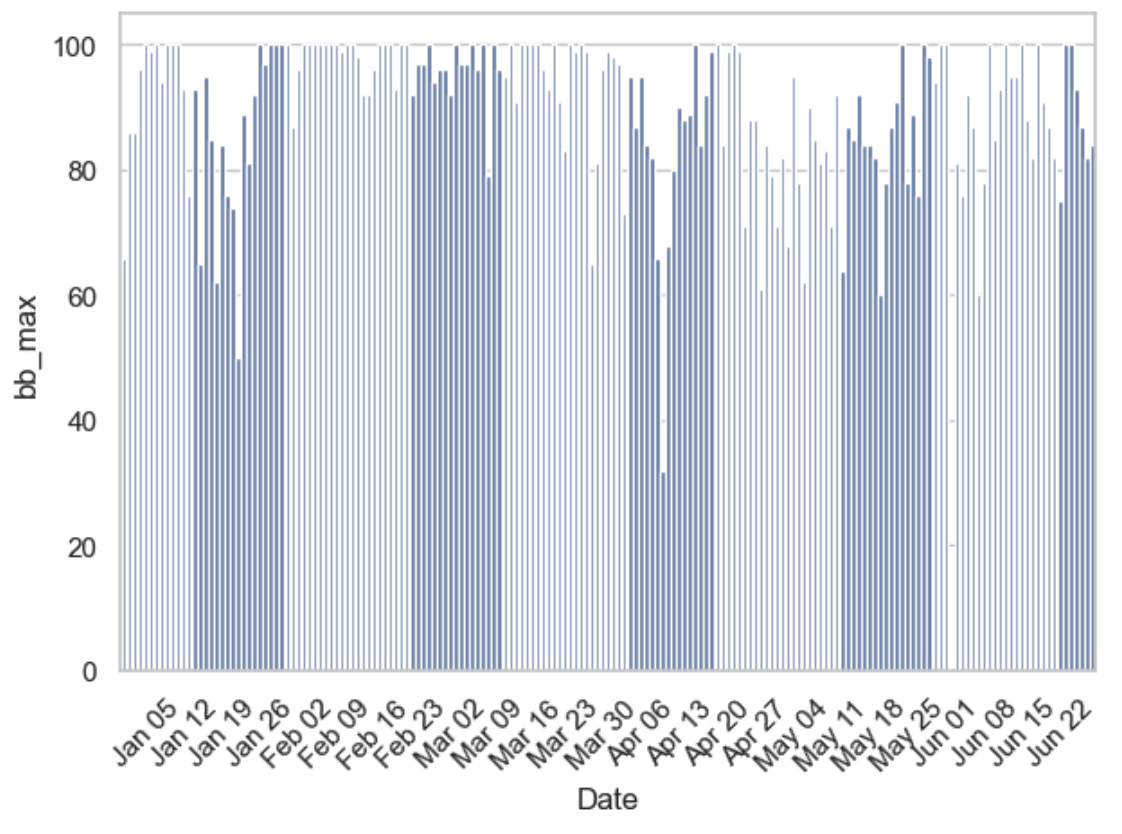 bb_max
100
80
60
40
20
0
Jan 05
Jan 12
Jan 19
Jan 26
Feb 02
Feb 09
Feb 16
Feb 23
Mar 02
Mar 09
Mar 16
Mar 23
Mar 30
Apr 06
Apr 13
Apr 20
Apr 27
May 04
May 11
May 18
May 25
Jun 01
Jun 08
Jun 15
Jun 22
Date